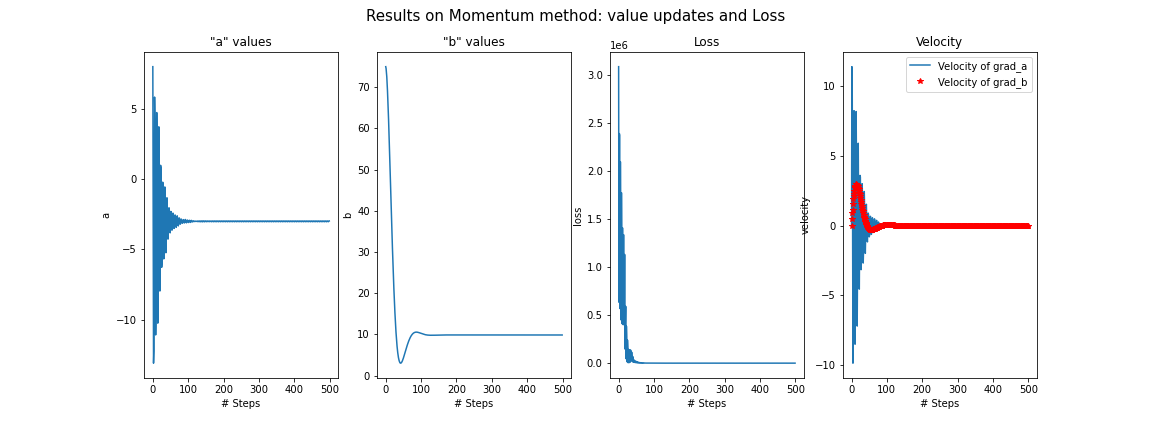 Results on Momentum method: value updates and Loss
"a" values
a
5
0
−5
−10
0 100 200 300 400 500
# Steps
"b" values
b
70
60
50
40
30
20
10
0
0 100 200 300 400 500
# Steps
Loss
1e6
loss
3.0
2.5
2.0
1.5
1.0
0.5
0.0
0 100 200 300 400 500
# Steps
Velocity
velocity
Velocity of grad_a
Velocity of grad_b
10
5
0
−5
−10
0 100 200 300 400 500
# Steps